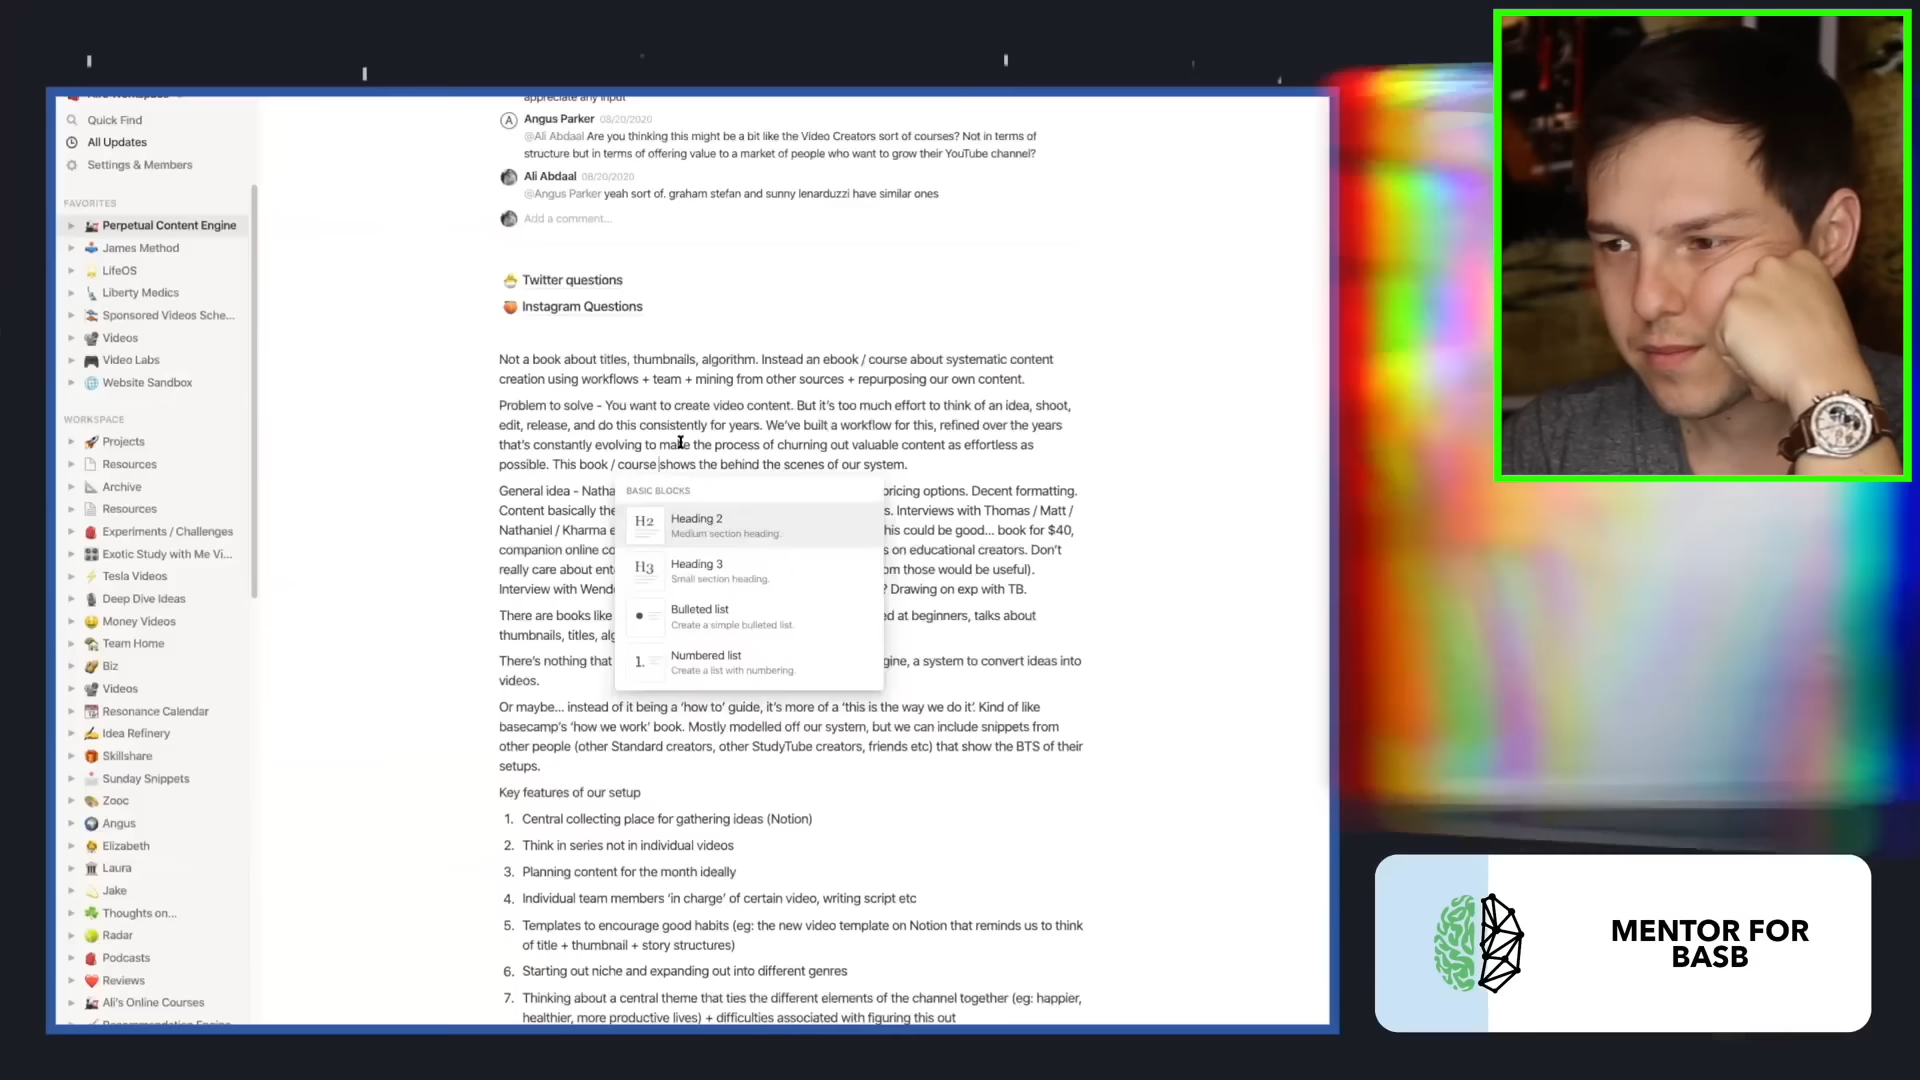 Quick Find
All Updates
Settings & Members
FAVORITES
Perpetual Content Engine
James Method
LifeOS
Liberty Medics
Sponsored Videos Sche...
Videos
Video Labs
Website Sandbox
WORKSPACE
Projects
Resources
Archive
Resources
Experiments / Challenges
Exotic Study with Me Vi...
Tesla Videos
Deep Dive Ideas
Money Videos
Team Home
Biz
Videos
Resonance Calendar
Idea Refinery
Skillshare
Sunday Snippets
Zooc
Angus
Elizabeth
Laura
Jake
Thoughts on...
Radar
Podcasts
Reviews
Ali's Online Courses
appreciate any input
A
Angus Parker 08/20/2020
@Ali Abdaal Are you thinking this might be a bit like the Video Creators sort of courses? Not in terms of
structure but in terms of offering value to a market of people who want to grow their YouTube channel?
Ali Abdaal 08/20/2020
@Angus Parker yeah sort of. graham stefan and sunny lenarduzzi have similar ones
Add a comment...
Twitter questions
Instagram Questions
Not a book about titles, thumbnails, algorithm. Instead an ebook / course about systematic content
creation using workflows + team + mining from other sources + repurposing our own content.
Problem to solve - You want to create video content. But it's too much effort to think of an idea, shoot,
edit, release, and do this consistently for years. We've built a workflow for this, refined over the years
that's constantly evolving to make the process of churning out valuable content as effortless as
possible. This book / course shows the behind the scenes of our system.
General idea - Natha pricing options. Decent formatting.
Content basically the s. Interviews with Thomas / Matt /
Nathaniel / Kharma e his could be good... book for $40,
companion online co s on educational creators. Don't
really care about ent om those would be useful).
Interview with Wend ? Drawing on exp with TB.
There are books like ed at beginners, talks about
thumbnails, titles, alg
There's nothing that gine, a system to convert ideas into
videos.
BASIC BLOCKS
H2 Heading 2
Medium section heading.
H3 Heading 3
Small section heading.
Bulleted list
Create a simple bulleted list.
1. Numbered list
Create a list with numbering.
Or maybe... instead of it being a 'how to' guide, it's more of a 'this is the way we do it'. Kind of like
basecamp's 'how we work' book. Mostly modelled off our system, but we can include snippets from
other people (other Standard creators, other StudyTube creators, friends etc) that show the BTS of their
setups.
Key features of our setup
1. Central collecting place for gathering ideas (Notion)
2. Think in series not in individual videos
3. Planning content for the month ideally
4. Individual team members 'in charge' of certain video, writing script etc
5. Templates to encourage good habits (eg: the new video template on Notion that reminds us to think
of title + thumbnail + story structures)
6. Starting out niche and expanding out into different genres
7. Thinking about a central theme that ties the different elements of the channel together (eg: happier,
healthier, more productive lives) + difficulties associated with figuring this out
MENTOR FOR
BASB